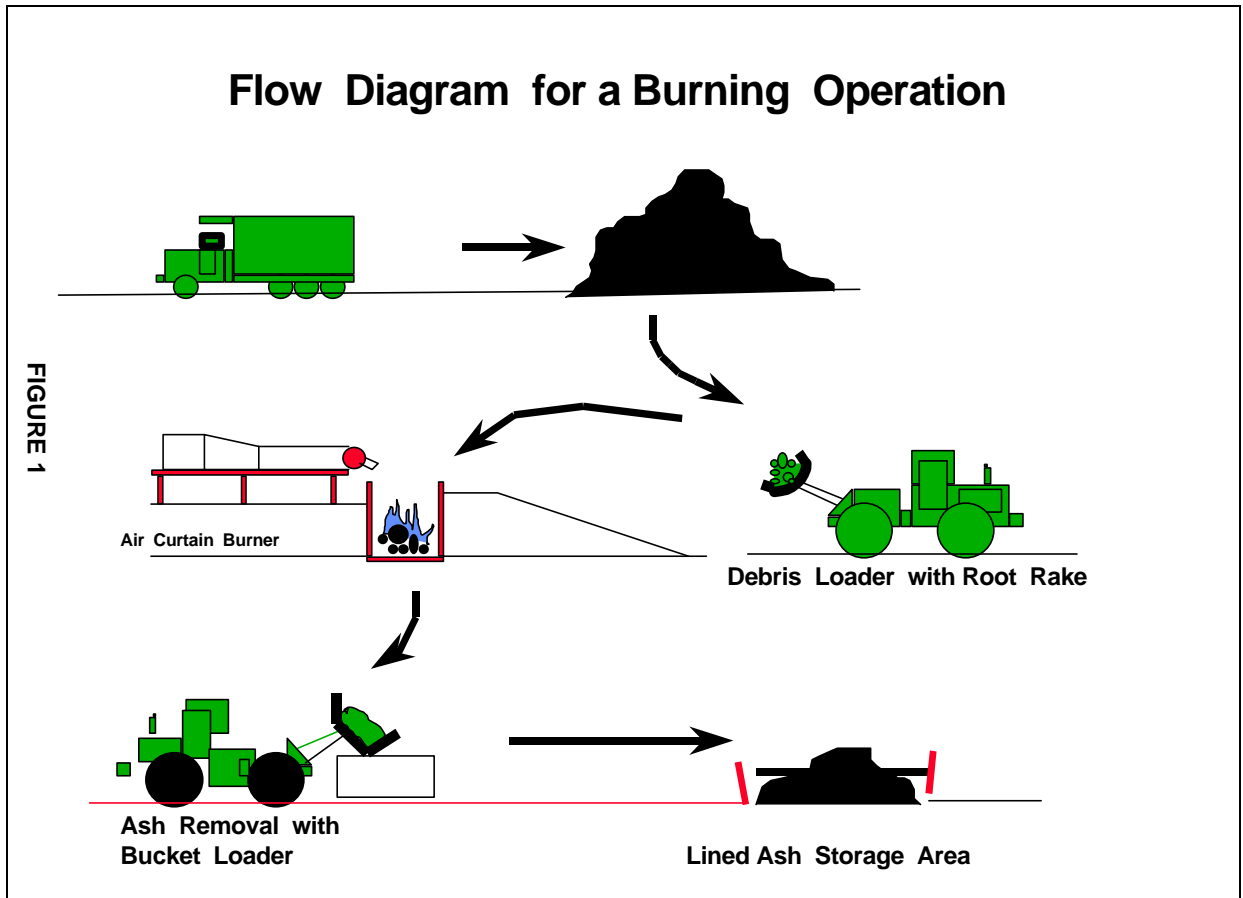 Flow Diagram for a Burning Operation
FIGURE 1
Air Curtain Burner
Debris Loader with Root Rake
Ash Removal with
Bucket Loader
Lined Ash Storage Area